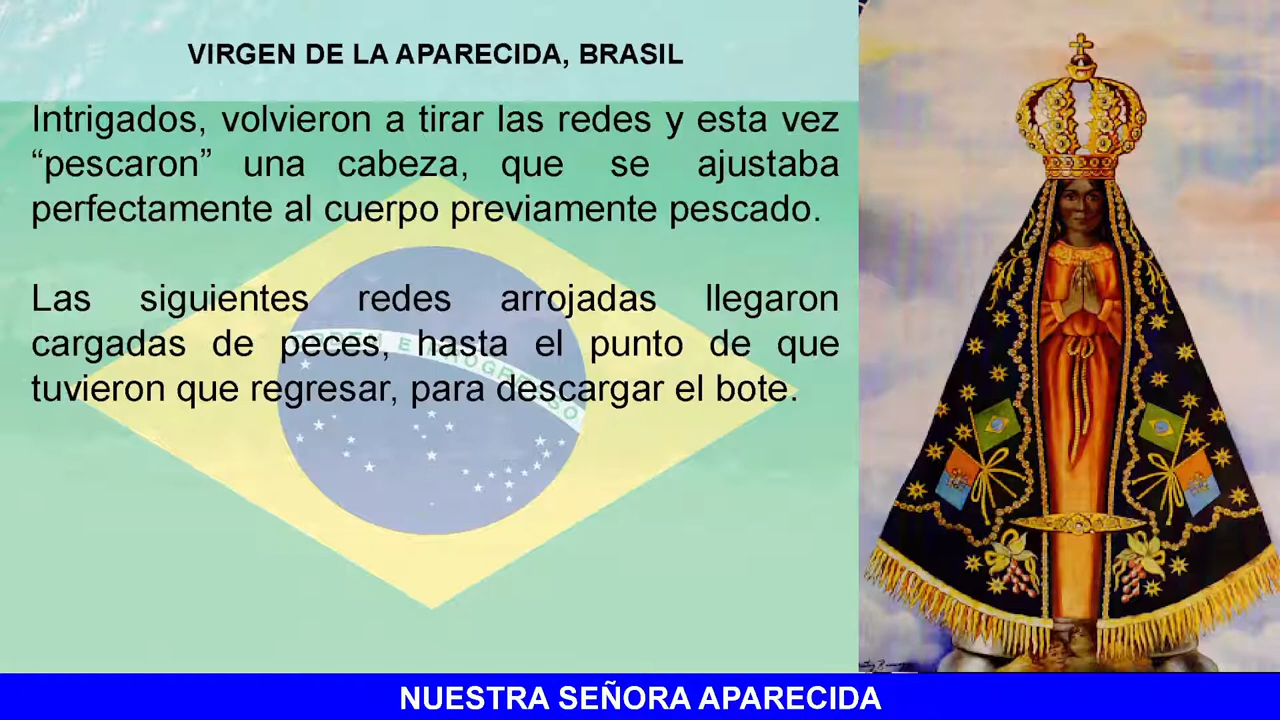 VIRGEN DE LA APARECIDA, BRASIL
Intrigados, volvieron a tirar las redes y esta vez
“pescaron” una cabeza, que se ajustaba
perfectamente al cuerpo previamente pescado.
Las siguientes redes arrojadas llegaron
cargadas de peces, hasta el punto de que
tuvieron que regresar, para descargar el bote.
NUESTRA SEÑORA APARECIDA